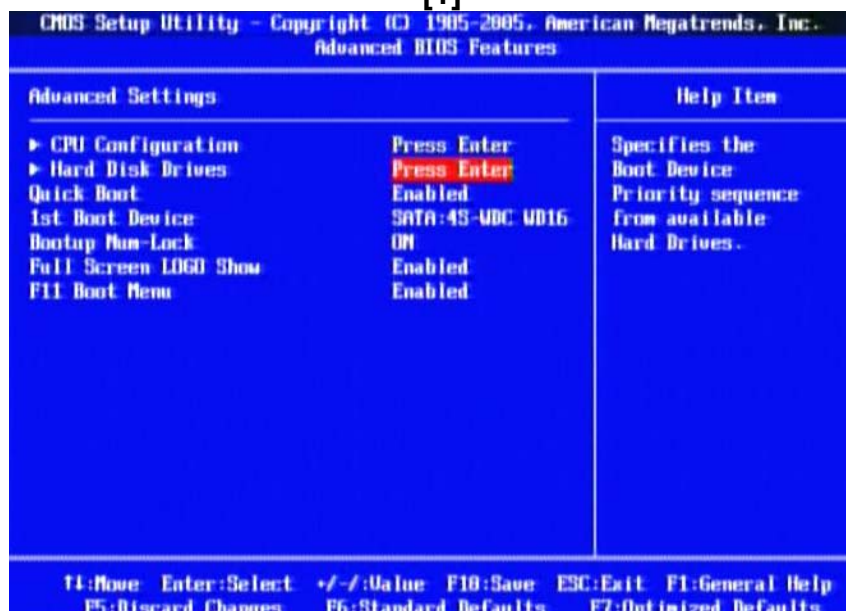 [1]
CMOS Setup Utility - Copyright (C) 1985-2005, American Megatrends, Inc.
Advanced BIOS Features
Advanced Settings
Help Item
► CPU Configuration Press Enter
► Hard Disk Drives Press Enter
Quick Boot Enabled
1st Boot Device SATA:4S-WDC WD16
Bootup Num-Lock ON
Full Screen LOGO Show Enabled
F11 Boot Menu Enabled
Specifies the
Boot Device
Priority sequence
from available
Hard Drives.
↑↓:Move Enter:Select +/-/:Value F10:Save ESC:Exit F1:General Help
F5:Discard Changes F6:Standard Defaults F7:Optimized Defaults